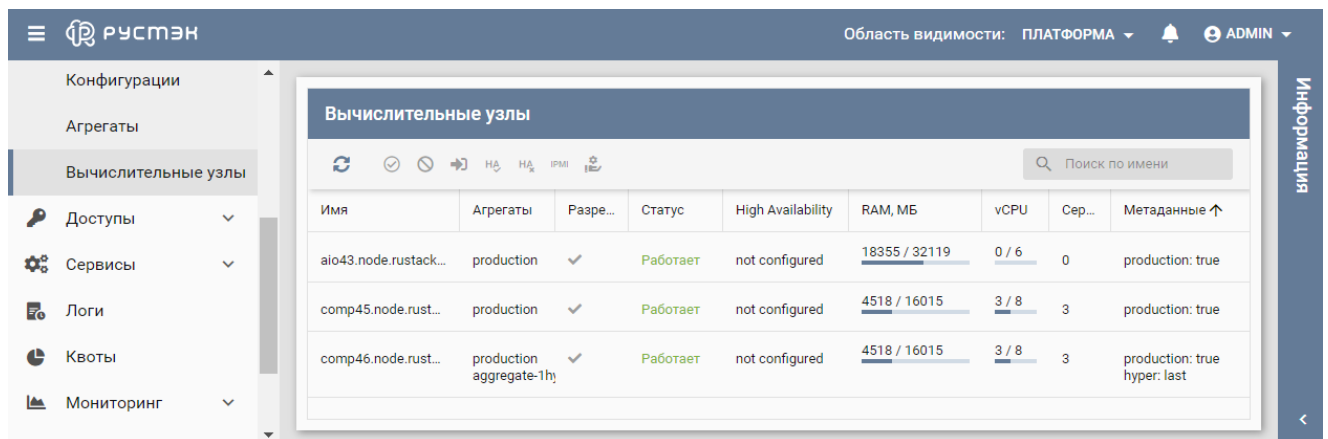 РУСТЭК
Область видимости: ПЛАТФОРМА
ADMIN
Конфигурации
Агрегаты
Вычислительные узлы
Доступы
Сервисы
Логи
Квоты
Мониторинг
Вычислительные узлы
HA HA IPMI
Поиск по имени
Имя Агрегаты Разре... Статус High Availability RAM, МБ vCPU Сер... Метаданные
aio43.node.rustack... production Работает not configured 18355 / 32119 0 / 6 0 production: true
comp45.node.rust... production Работает not configured 4518 / 16015 3 / 8 3 production: true
comp46.node.rust... production Работает not configured 4518 / 16015 3 / 8 3 production: true
aggregate-1hy hyper: last
Информация